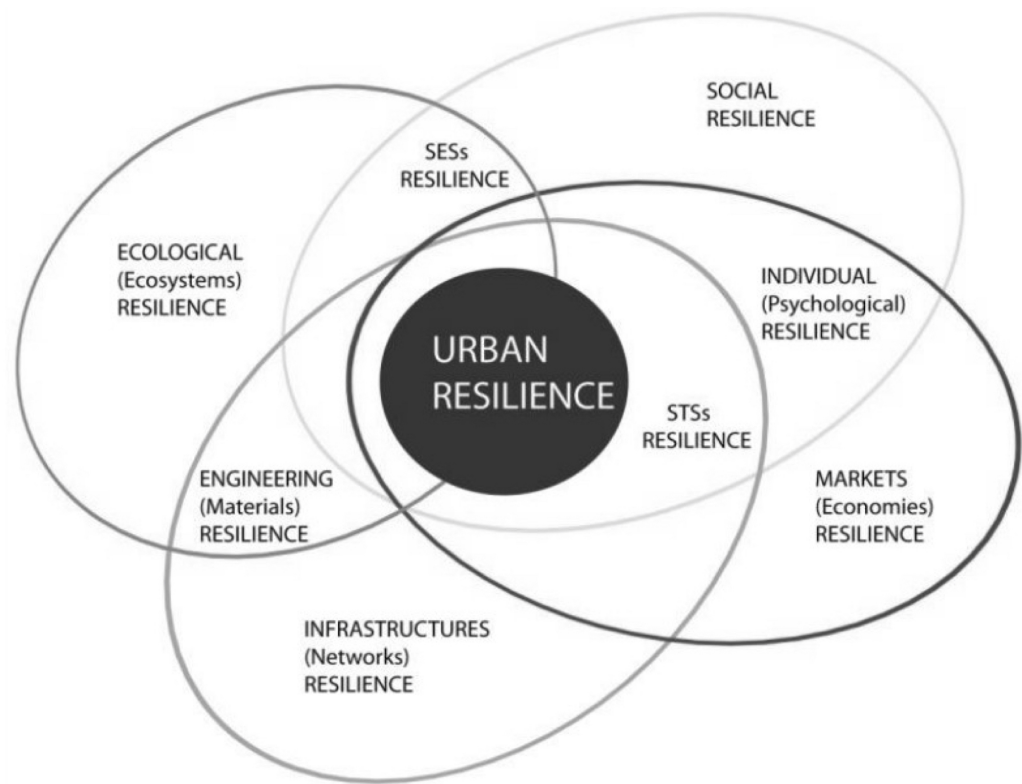 SOCIAL
RESILIENCE
SESs
RESILIENCE
ECOLOGICAL
(Ecosystems)
RESILIENCE
INDIVIDUAL
(Psychological)
RESILIENCE
URBAN
RESILIENCE
STSs
RESILIENCE
ENGINEERING
(Materials)
RESILIENCE
MARKETS
(Economies)
RESILIENCE
INFRASTRUCTURES
(Networks)
RESILIENCE